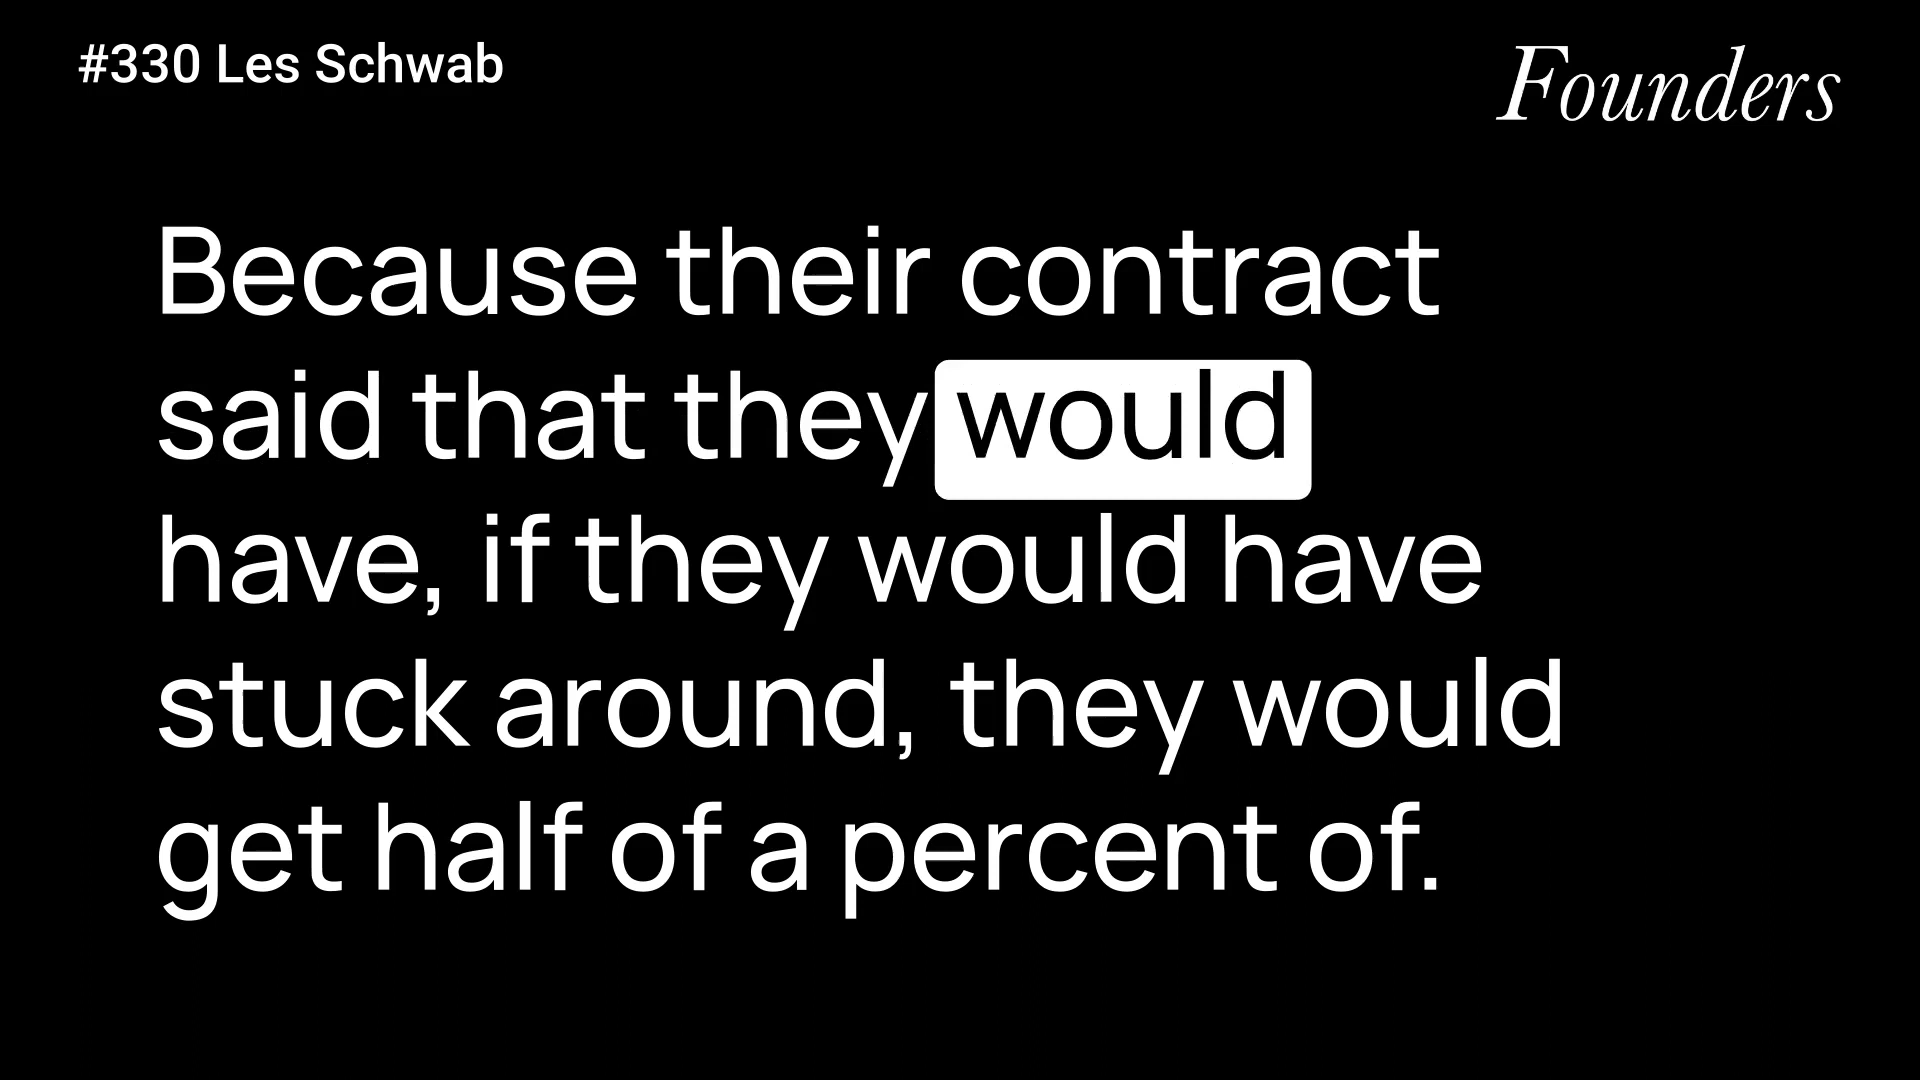 #330 Les Schwab
Founders
Because their contract
said that they would
have, if they would have
stuck around, they would
get half of a percent of.